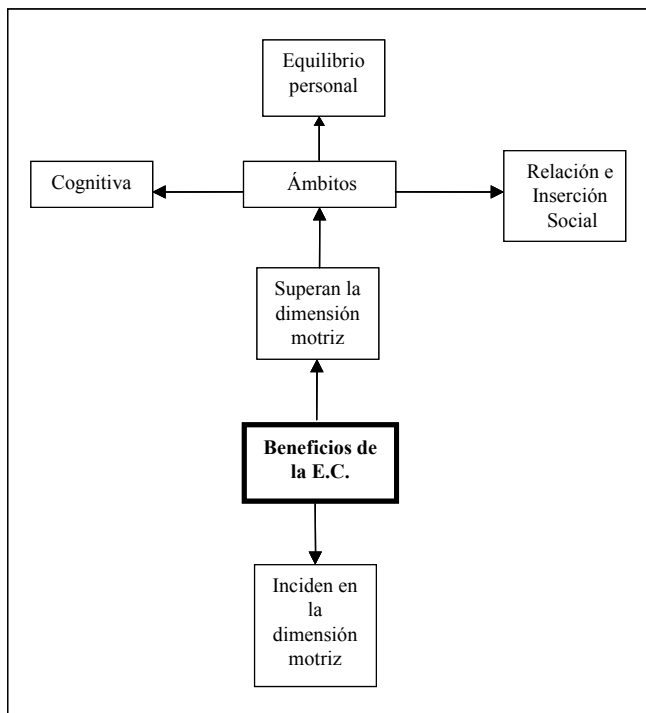 Equilibrio
personal
Cognitiva
Ámbitos
Relación e
Inserción
Social
Superan la
dimensión
motriz
Beneficios de
la E.C.
Inciden en
la
dimensión
motriz